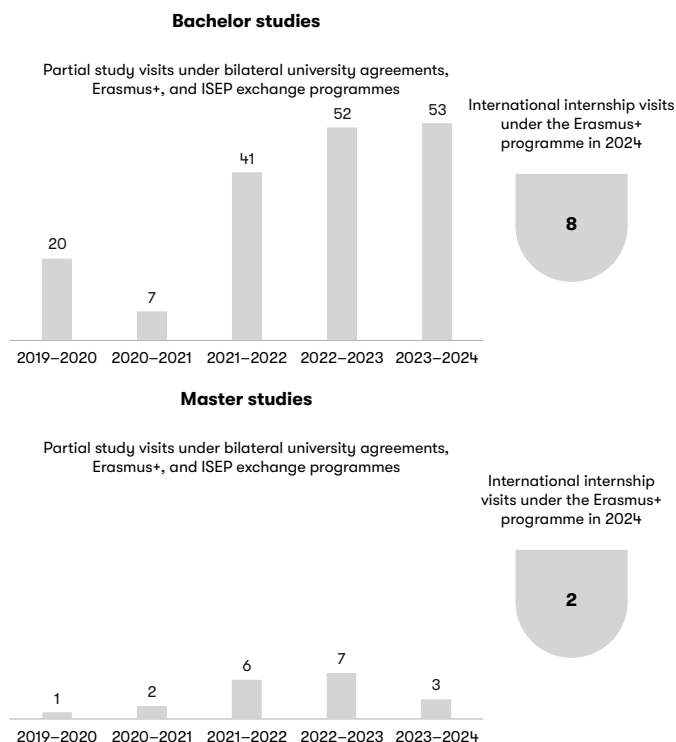 Bachelor studies
Partial study visits under bilateral university agreements,
Erasmus+, and ISEP exchange programmes
International internship visits
under the Erasmus+
programme in 2024
53
52
41
20
7
8
2019–2020 2020–2021 2021–2022 2022–2023 2023–2024
Master studies
Partial study visits under bilateral university agreements,
Erasmus+, and ISEP exchange programmes
International internship
visits under the Erasmus+
programme in 2024
2
7
6
3
2
1
2019–2020 2020–2021 2021–2022 2022–2023 2023–2024